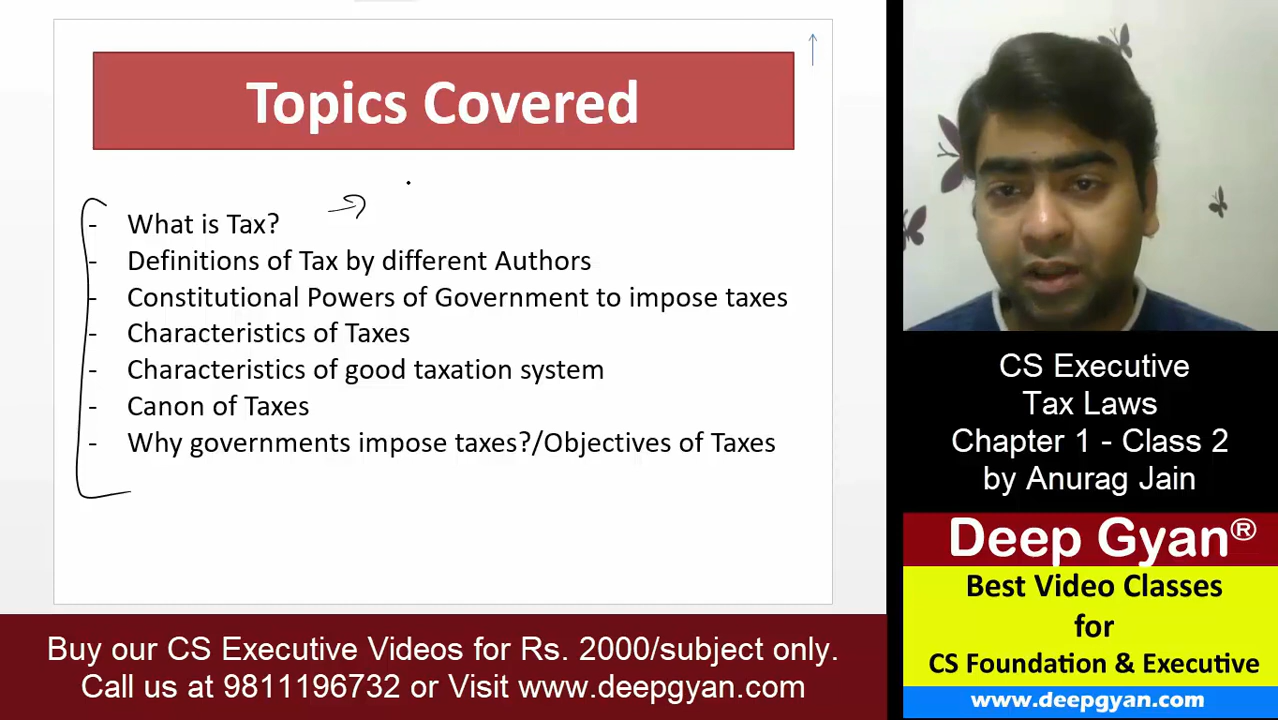 Topics Covered
- What is Tax?
- Definitions of Tax by different Authors
- Constitutional Powers of Government to impose taxes
- Characteristics of Taxes
- Characteristics of good taxation system
- Canon of Taxes
- Why governments impose taxes?/Objectives of Taxes
CS Executive
Tax Laws
Chapter 1 - Class 2
by Anurag Jain
Deep Gyan®
Best Video Classes
for
CS Foundation & Executive
www.deepgyan.com
Buy our CS Executive Videos for Rs. 2000/subject only.
Call us at 9811196732 or Visit www.deepgyan.com